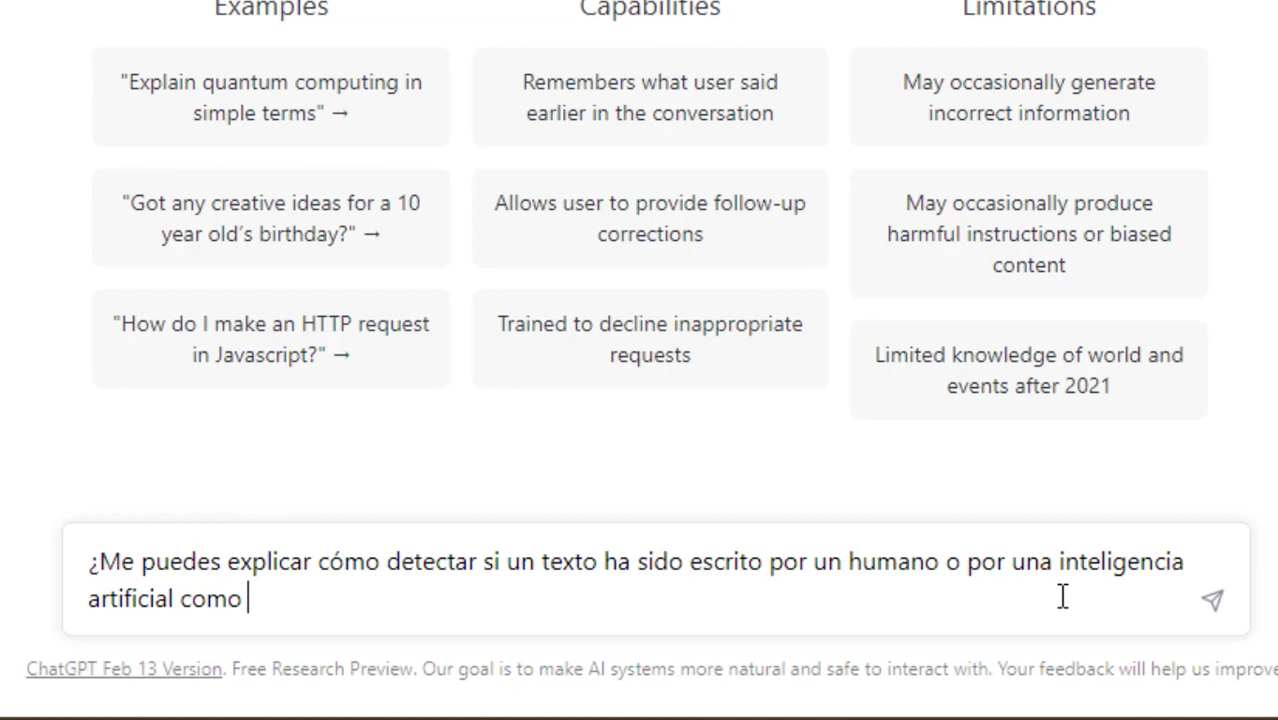 Examples
Capabilities
Limitations
"Explain quantum computing in
simple terms" →
Remembers what user said
earlier in the conversation
May occasionally generate
incorrect information
"Got any creative ideas for a 10
year old's birthday?" →
Allows user to provide follow-up
corrections
May occasionally produce
harmful instructions or biased
content
"How do I make an HTTP request
in Javascript?" →
Trained to decline inappropriate
requests
Limited knowledge of world and
events after 2021
¿Me puedes explicar cómo detectar si un texto ha sido escrito por un humano o por una inteligencia
artificial como
ChatGPT Feb 13 Version. Free Research Preview. Our goal is to make AI systems more natural and safe to interact with. Your feedback will help us improve